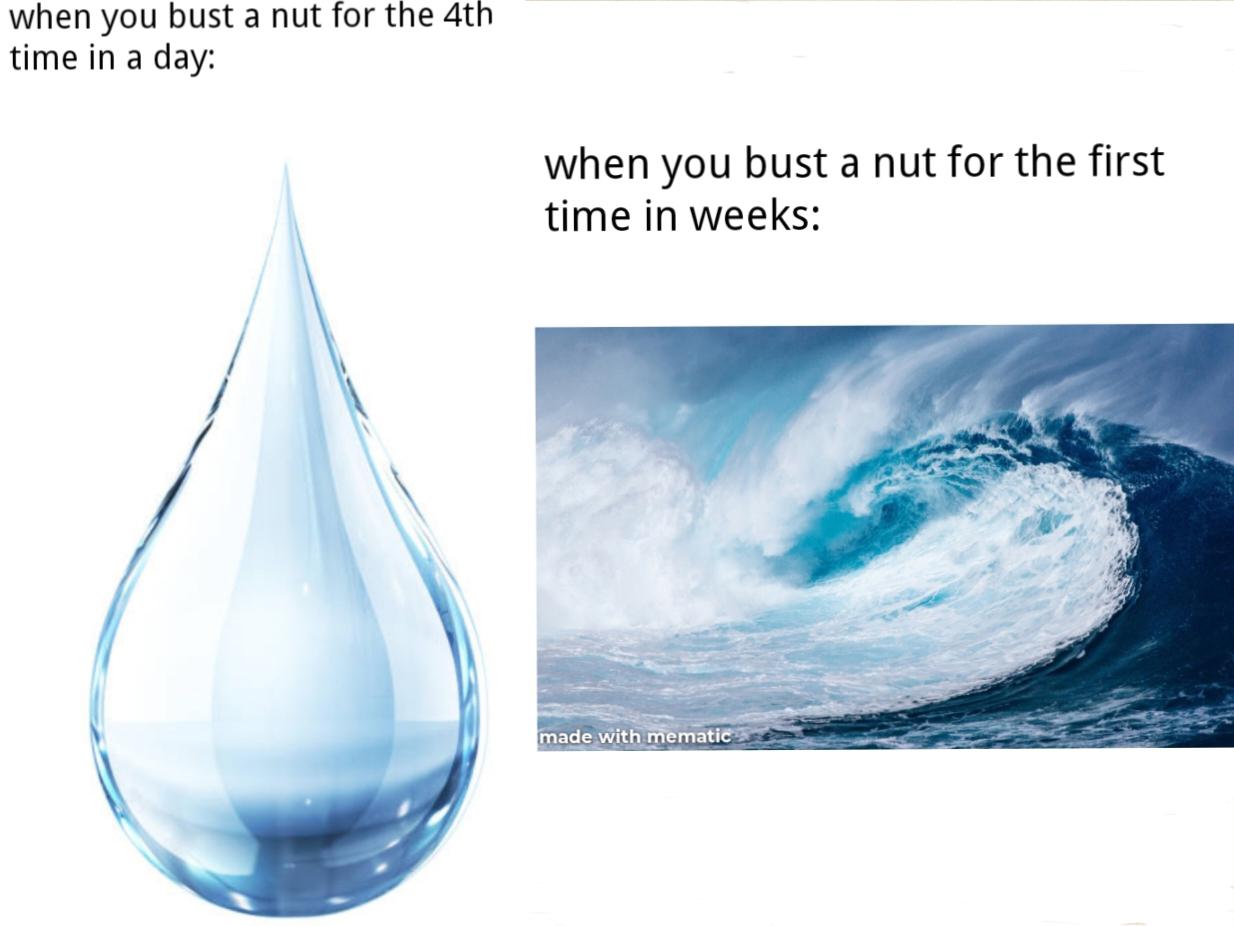 when you bust a nut for the 4th
time in a day:
when you bust a nut for the first
time in weeks:
made with mematic